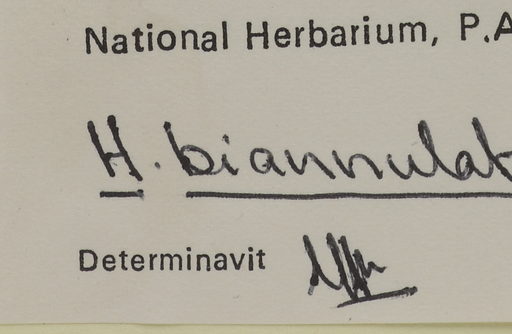 National Herbarium, P.A
H. biannulat
Determinavit